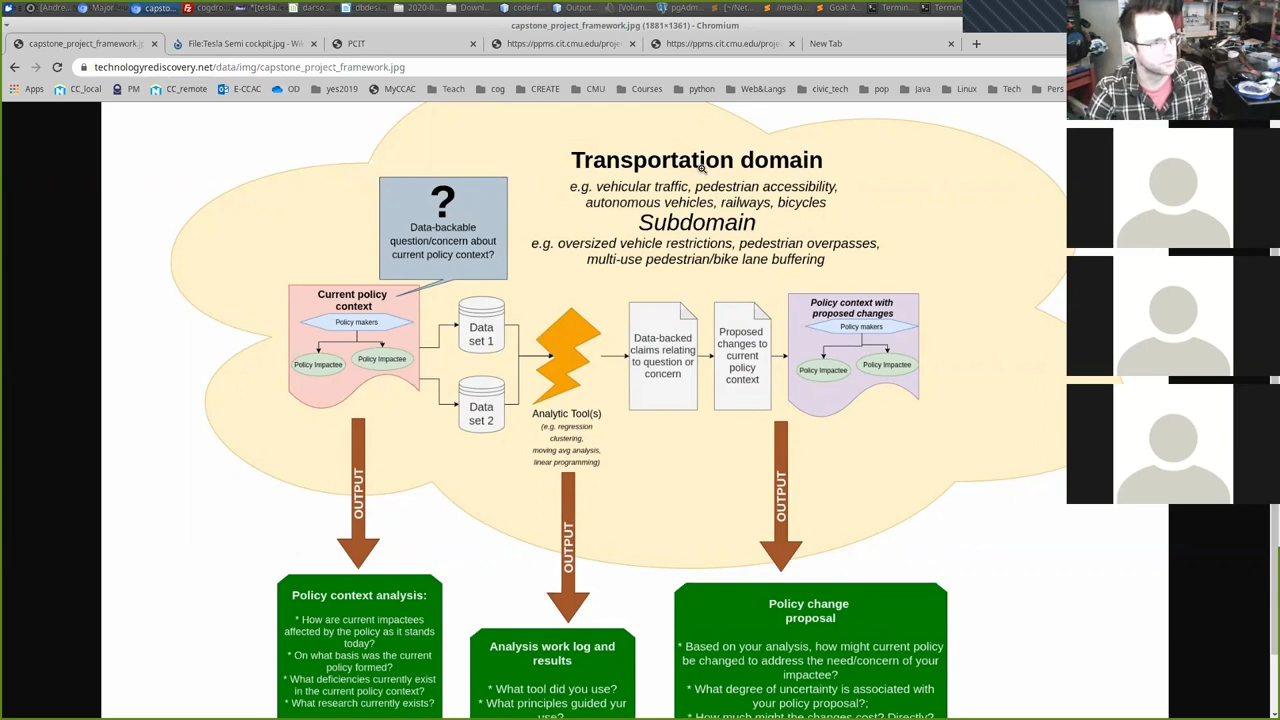 capstone_project_framework.jpg (1881×1361) - Chromium
capstone_project_framework.j
File:Tesla Semi cockpit.jpg - Wi
PCIT
https://ppms.cit.cmu.edu/proje
https://ppms.cit.cmu.edu/proje
New Tab
technologyrediscovery.net/data/img/capstone_project_framework.jpg
Apps
CC_local
PM
CC_remote
E-CCAC
OD
yes2019
MyCCAC
Teach
cog
CREATE
CMU
Courses
python
Web&Langs
civic_tech
pop
Java
Linux
Tech
Pers
Transportation domain
e.g. vehicular traffic, pedestrian accessibility,
autonomous vehicles, railways, bicycles
Subdomain
e.g. oversized vehicle restrictions, pedestrian overpasses,
multi-use pedestrian/bike lane buffering
?
Data-backable
question/concern about
current policy context?
Current policy
context
Policy makers
Policy Impactee
Policy Impactee
Data
set 1
Data
set 2
Analytic Tool(s)
(e.g. regression
clustering,
moving avg analysis,
linear programming)
Data-backed
claims relating
to question or
concern
Proposed
changes to
current
policy
context
Policy context with
proposed changes
Policy makers
Policy Impactee
Policy Impactee
OUTPUT
OUTPUT
OUTPUT
Policy context analysis:
* How are current impactees
affected by the policy as it stands
today?
* On what basis was the current
policy formed?
* What deficiencies currently exist
in the current policy context?
* What research currently exists?
Analysis work log and
results
* What tool did you use?
* What principles guided yur
use?
Policy change
proposal
* Based on your analysis, how might current policy
be changed to address the need/concern of your
impactee?
* What degree of uncertainty is associated with
your policy proposal?;
* How much might the changes cost? Directly?